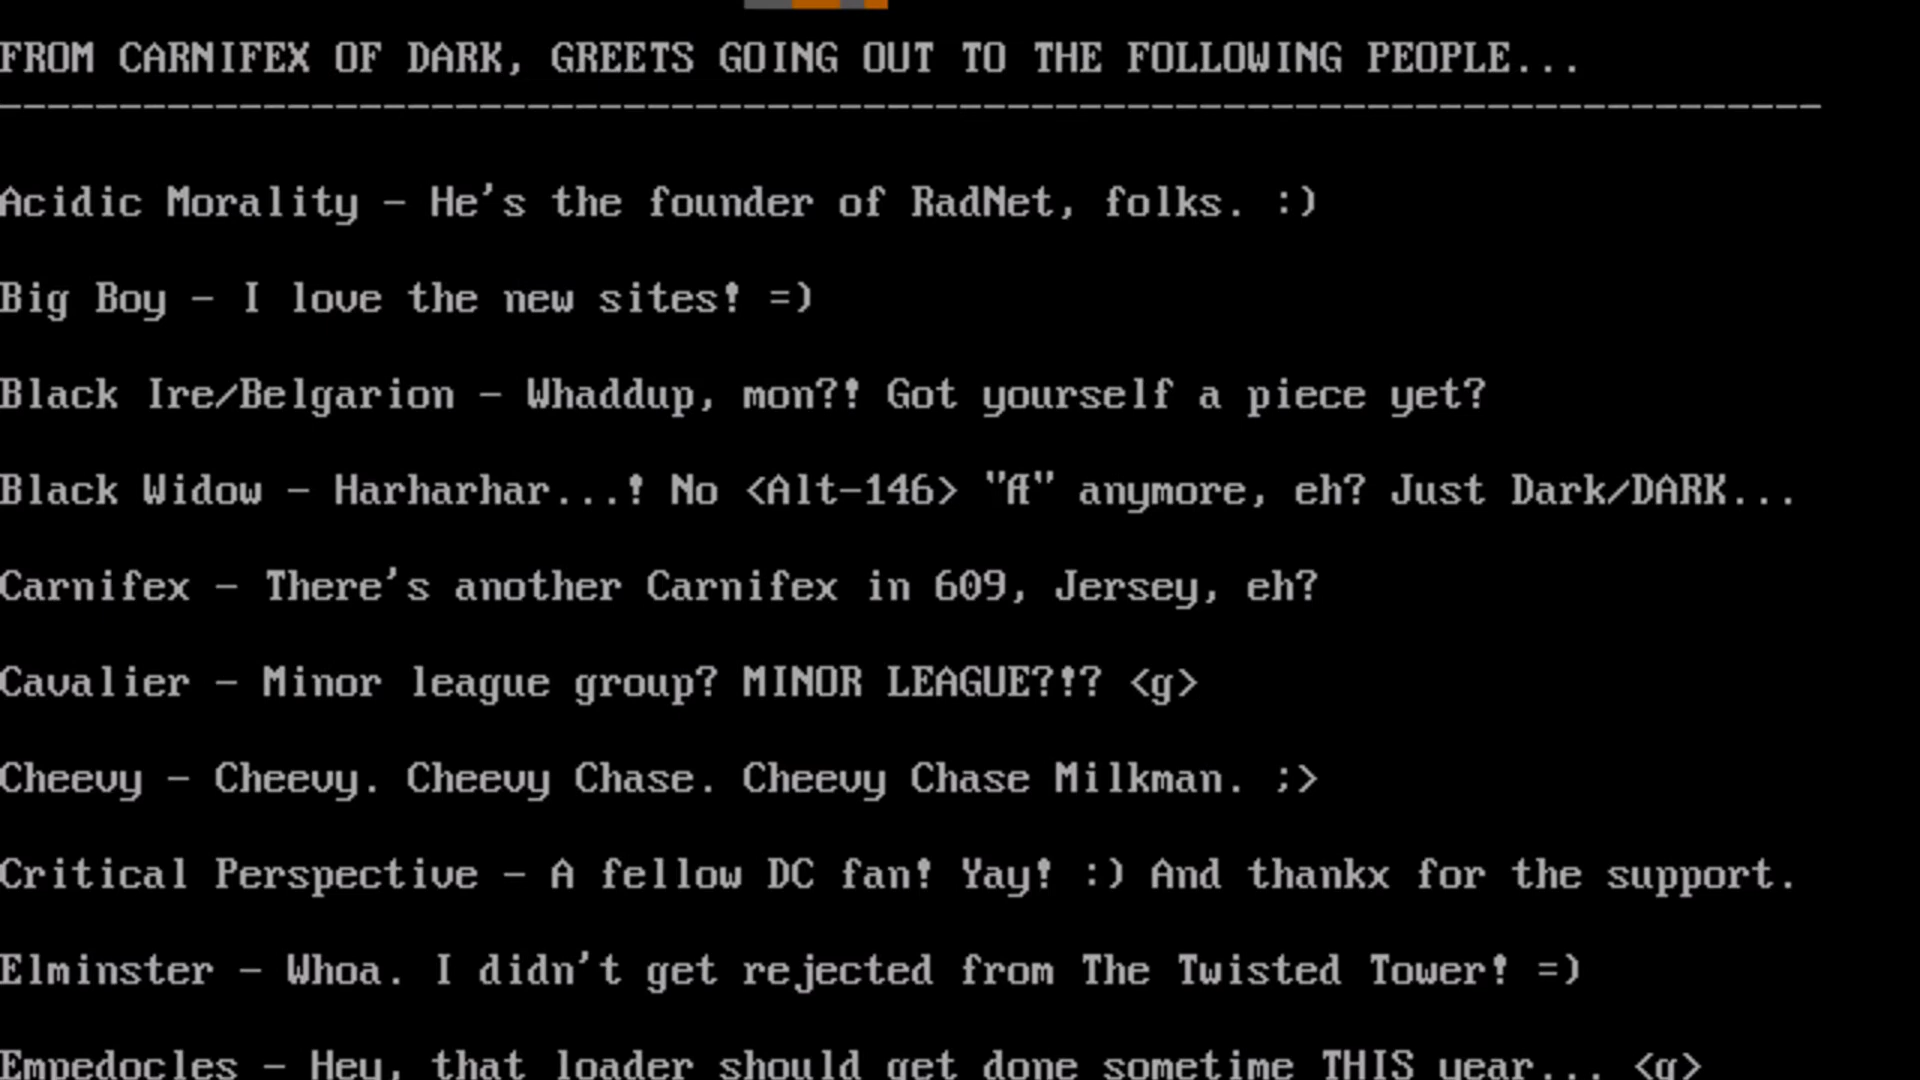 FROM CARNIFEX OF DARK, GREETS GOING OUT TO THE FOLLOWING PEOPLE...
----------------------------------------------------------------------------
Acidic Morality - He's the founder of RadNet, folks. :)
Big Boy - I love the new sites! =)
Black Ire/Belgarion - Whaddup, mon?! Got yourself a piece yet?
Black Widow - Harharhar...! No <Alt-146> "Æ" anymore, eh? Just Dark/DARK...
Carnifex - There's another Carnifex in 609, Jersey, eh?
Cavalier - Minor league group? MINOR LEAGUE?!? <g>
Cheevy - Cheevy. Cheevy Chase. Cheevy Chase Milkman. ;>
Critical Perspective - A fellow DC fan! Yay! :) And thankx for the support.
Elminster - Whoa. I didn't get rejected from The Twisted Tower! =)
Empedocles - Hey, that loader should get done sometime THIS year... <g>